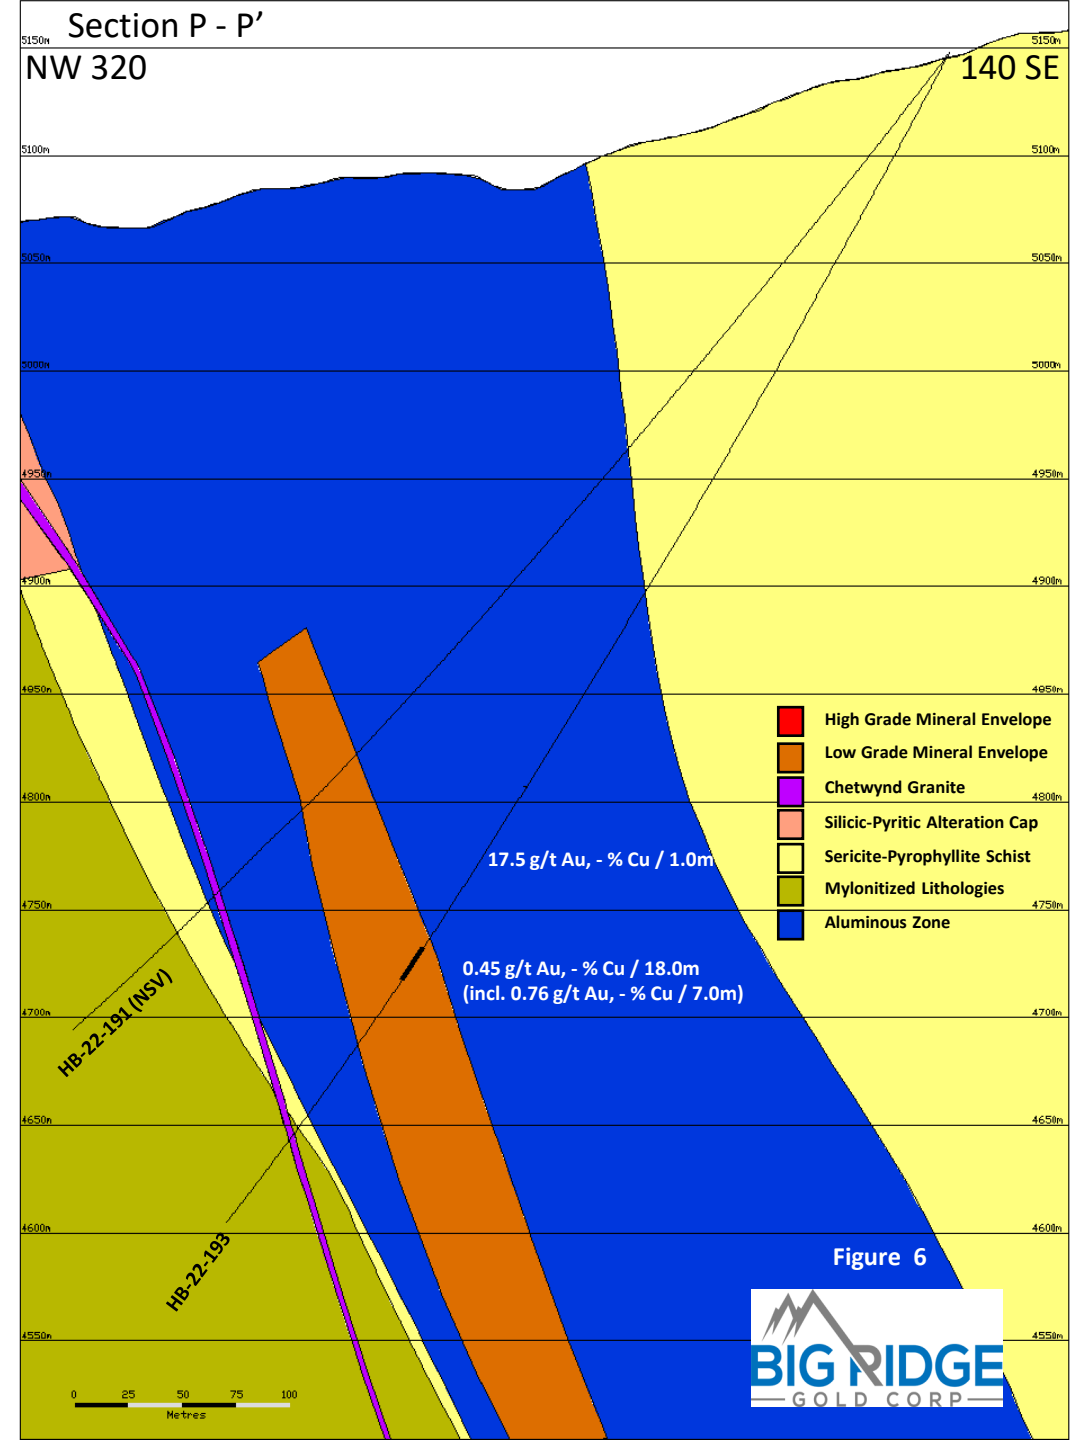 Section P - P’
5150m
5150m
NW 320
140 SE
5100m
5100m
5050m
5050m
5000m
5000m
4950m
4950m
4900m
4900m
4050m
4050m
High Grade Mineral Envelope
Low Grade Mineral Envelope
Chetwynd Granite
4800m
4800m
Silicic-Pyritic Alteration Cap
Sericite-Pyrophyllite Schist
17.5 g/t Au, - % Cu / 1.0m
Mylonitized Lithologies
4750m
4750m
Aluminous Zone
0.45 g/t Au, - % Cu / 18.0m
(incl. 0.76 g/t Au, - % Cu / 7.0m)
HB-22-191 (NSV)
4700m
4700m
4650m
4650m
4600m
4600m
HB-22-193
Figure 6
4550m
4550m
BIG RIDGE
GOLD CORP
0 25 50 75 100
Metres